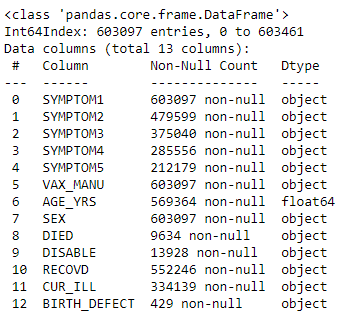 <class 'pandas.core.frame.DataFrame'>
Int64Index: 603097 entries, 0 to 603461
Data columns (total 13 columns):
 #   Column        Non-Null Count   Dtype
---  ------        --------------   -----
 0   SYMPTOM1      603097 non-null  object
 1   SYMPTOM2      479599 non-null  object
 2   SYMPTOM3      375040 non-null  object
 3   SYMPTOM4      285556 non-null  object
 4   SYMPTOM5      212179 non-null  object
 5   VAX_MANU      603097 non-null  object
 6   AGE_YRS       569364 non-null  float64
 7   SEX           603097 non-null  object
 8   DIED          9634 non-null    object
 9   DISABLE       13928 non-null   object
 10  RECOVD        552246 non-null  object
 11  CUR_ILL       334139 non-null  object
 12  BIRTH_DEFECT  429 non-null     object